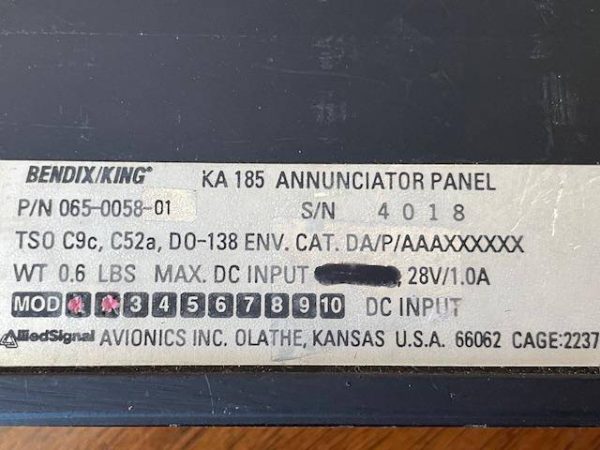 BENDIX/KING® KA 185 ANNUNCIATOR PANEL
P/N 065-0058-01 S/N 4018
TSO C9c, C52a, DO-138 ENV. CAT. DA/P/AAAXXXXXX
WT 0.6 LBS MAX. DC INPUT , 28V/1.0A
MOD 3 4 5 6 7 8 9 10 DC INPUT
AlliedSignal AVIONICS INC. OLATHE, KANSAS U.S.A. 66062 CAGE:2237